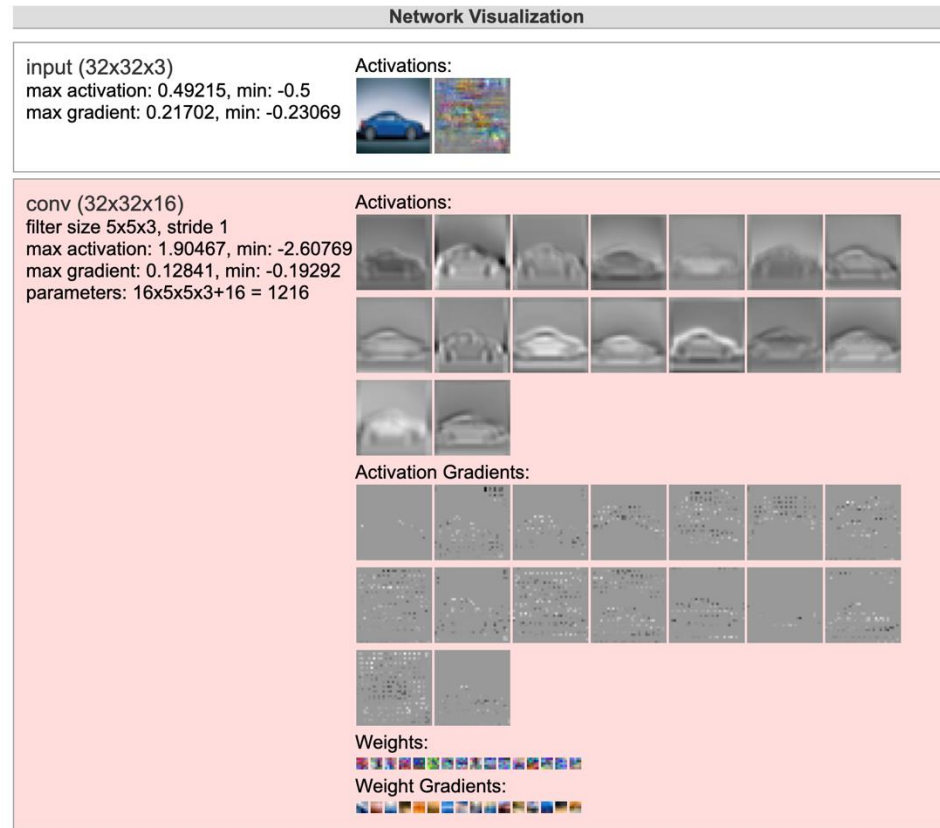 Network Visualization
input (32x32x3)
max activation: 0.49215, min: -0.5
max gradient: 0.21702, min: -0.23069
Activations:
conv (32x32x16)
filter size 5x5x3, stride 1
max activation: 1.90467, min: -2.60769
max gradient: 0.12841, min: -0.19292
parameters: 16x5x5x3+16 = 1216
Activations:
Activation Gradients:
Weights:
Weight Gradients: